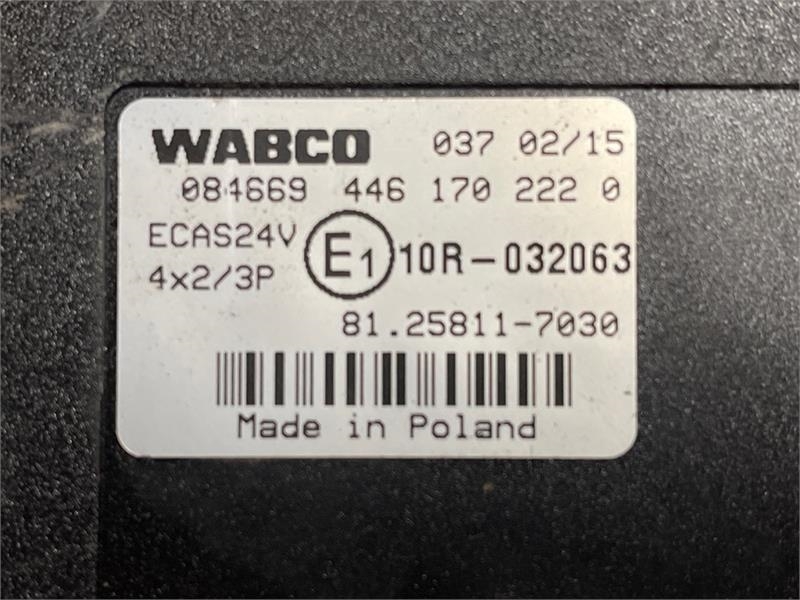 WABCO 037 02/15
084669 446 170 222 0
ECAS24V
4x2/3P
E1 10R-032063
81.25811-7030
Made in Poland